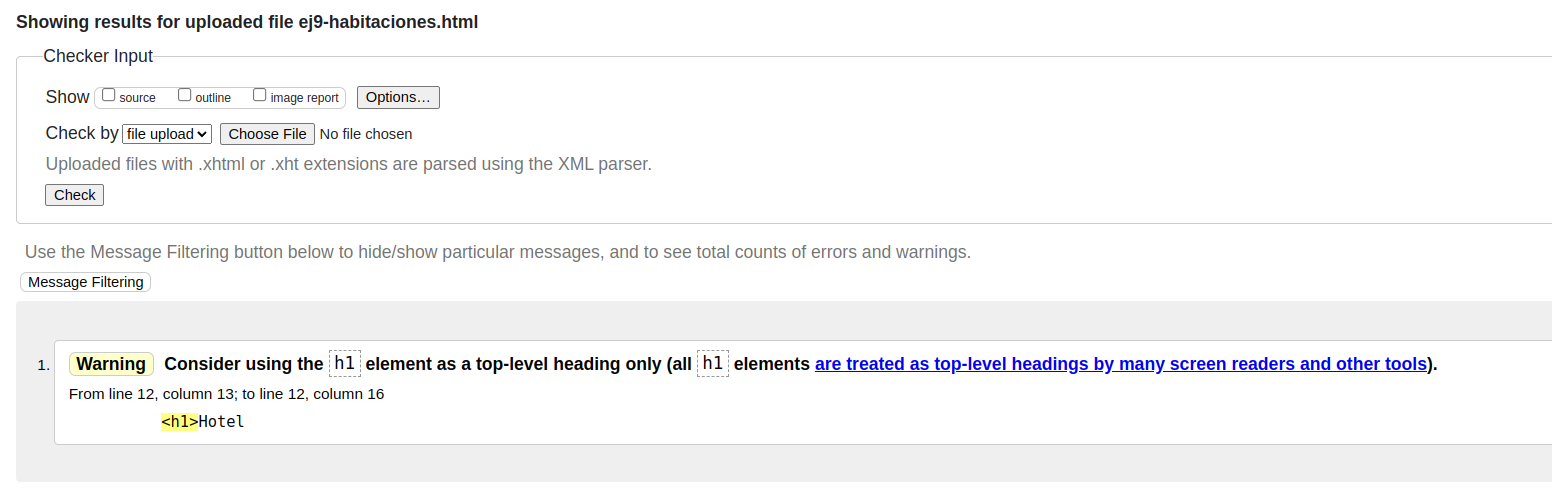 Showing results for uploaded file ej9-habitaciones.html
Checker Input
Show source outline image report Options…
Check by file upload Choose File No file chosen
Uploaded files with .xhtml or .xht extensions are parsed using the XML parser.
Check
Use the Message Filtering button below to hide/show particular messages, and to see total counts of errors and warnings.
Message Filtering
1. Warning Consider using the h1 element as a top-level heading only (all h1 elements are treated as top-level headings by many screen readers and other tools).
From line 12, column 13; to line 12, column 16
<h1>Hotel